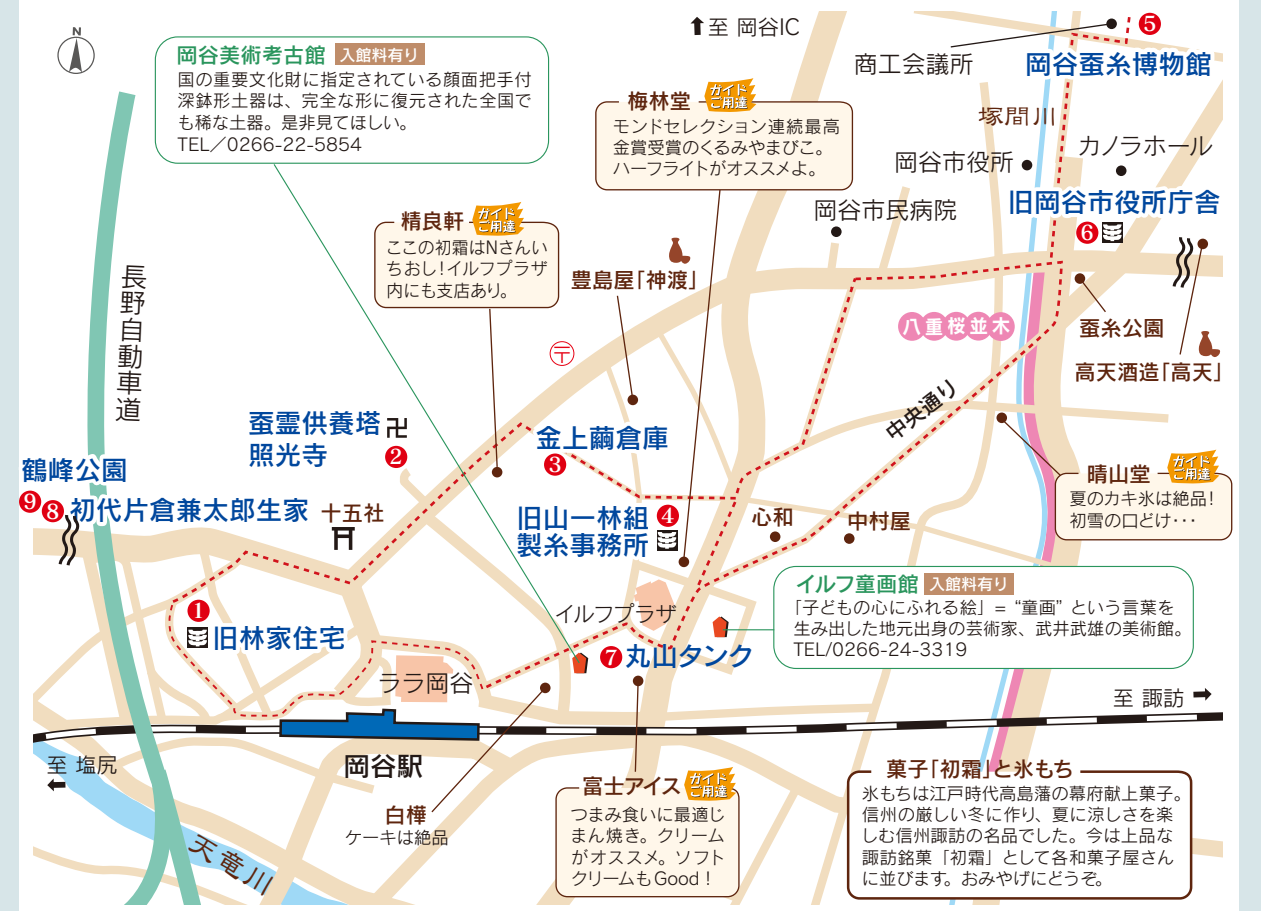 N
岡谷美術考古館 入館料有り
国の重要文化財に指定されている顔面把手付
深鉢形土器は、完全な形に復元された全国で
も稀な土器。是非見てほしい。
TEL／0266-22-5854
⬆至 岡谷IC
商工会議所
❺
岡谷蚕糸博物館
梅林堂 ガイドご用達
モンドセレクション連続最高
金賞受賞のくるみやまびこ。
ハーフライトがオススメよ。
塚間川
岡谷市役所
カノラホール
岡谷市民病院
旧岡谷市役所庁舎
❻
精良軒 ガイドご用達
ここの初霜はNさんい
ちおし！イルフプラザ
内にも支店あり。
豊島屋「神渡」
長野自動車道
〒
八重桜並木
蚕糸公園
高天酒造「高天」
中央通り
蚕霊供養塔 卍
照光寺 ❷
金上繭倉庫
❸
鶴峰公園
❾❽初代片倉兼太郎生家
十五社
旧山一林組 ❹
製糸事務所
心和
中村屋
晴山堂 ガイドご用達
夏のカキ氷は絶品！
初雪の口どけ・・・
イルフ童画館 入館料有り
「子どもの心にふれる絵」=“童画”という言葉を
生み出した地元出身の芸術家、武井武雄の美術館。
TEL/0266-24-3319
❶
旧林家住宅
イルフプラザ
❼丸山タンク
ララ岡谷
至 諏訪 ➡
至 塩尻
⬅
岡谷駅
白樺
ケーキは絶品
天竜川
富士アイス ガイドご用達
つまみ食いに最適じ
まん焼き。クリーム
がオススメ。ソフト
クリームもGood！
菓子「初霜」と氷もち
氷もちは江戸時代高島藩の幕府献上菓子。
信州の厳しい冬に作り、夏に涼しさを楽
しむ信州諏訪の名品でした。今は上品な
諏訪銘菓「初霜」として各和菓子屋さん
に並びます。おみやげにどうぞ。